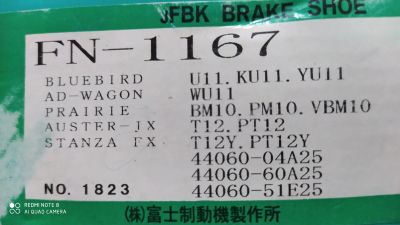 JFBK BRAKE SHOE
FN-1167
BLUEBIRD U11. KU11. YU11
AD-WAGON WU11
PRAIRIE BM10. PM10. VBM10
AUSTER-JX T12. PT12
STANZA FX T12Y. PT12Y
44060-04A25
44060-60A25
NO. 1823 44060-51E25
㈱富士制動機製作所
REDMI NOTE 8
AI QUAD CAMERA